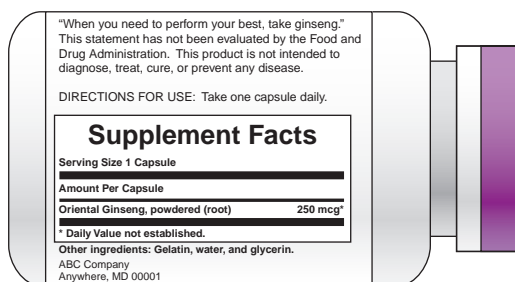 “When you need to perform your best, take ginseng.”
This statement has not been evaluated by the Food and
Drug Administration.  This product is not intended to
diagnose, treat, cure, or prevent any disease.
DIRECTIONS FOR USE:  Take one capsule daily.
Supplement Facts
Serving Size 1 Capsule
Amount Per Capsule
Oriental Ginseng, powdered (root) 250 mcg*
* Daily Value not established.
Other ingredients: Gelatin, water, and glycerin.
ABC Company
Anywhere, MD 00001